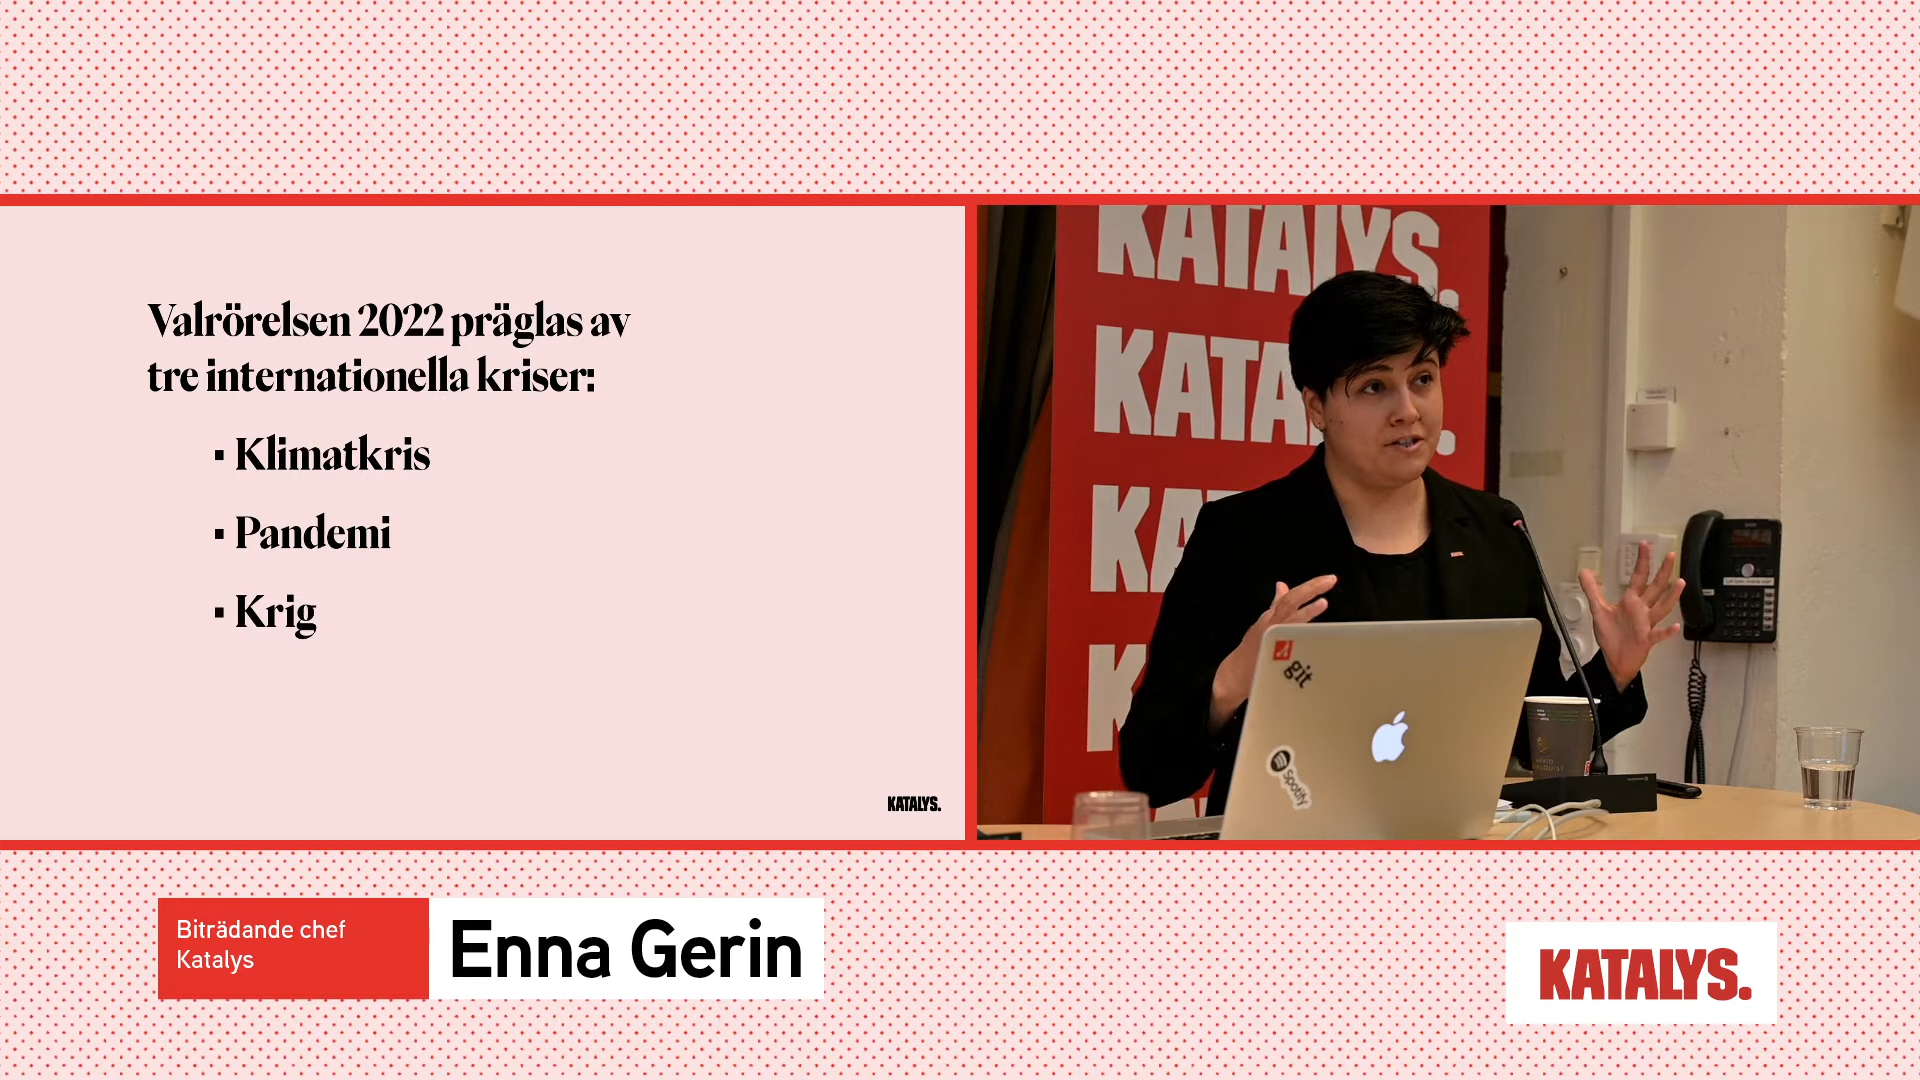 Valrörelsen 2022 präglas av
tre internationella kriser:
▪ Klimatkris
▪ Pandemi
▪ Krig
KATALYS.
KATALYS.
KATA
.
KA
K
git
spotify
Biträdande chef
Katalys
Enna Gerin
KATALYS.